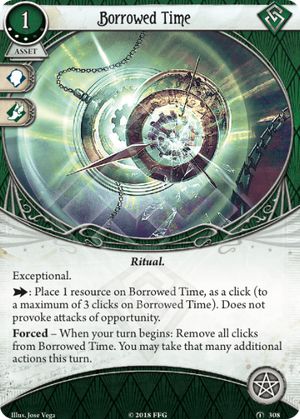 1
Borrowed Time
ASSET
Ritual.
Exceptional.
: Place 1 resource on Borrowed Time, as a click (to
a maximum of 3 clicks on Borrowed Time). Does not
provoke attacks of opportunity.
Forced – When your turn begins: Remove all clicks
from Borrowed Time. You may take that many additional
actions this turn.
Illus. Jose Vega
© 2018 FFG
308